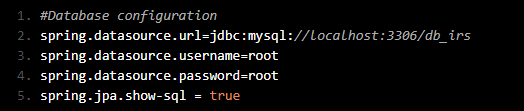 1. #Database configuration
2. spring.datasource.url=jdbc:mysql://localhost:3306/db_irs
3. spring.datasource.username=root
4. spring.datasource.password=root
5. spring.jpa.show-sql = true